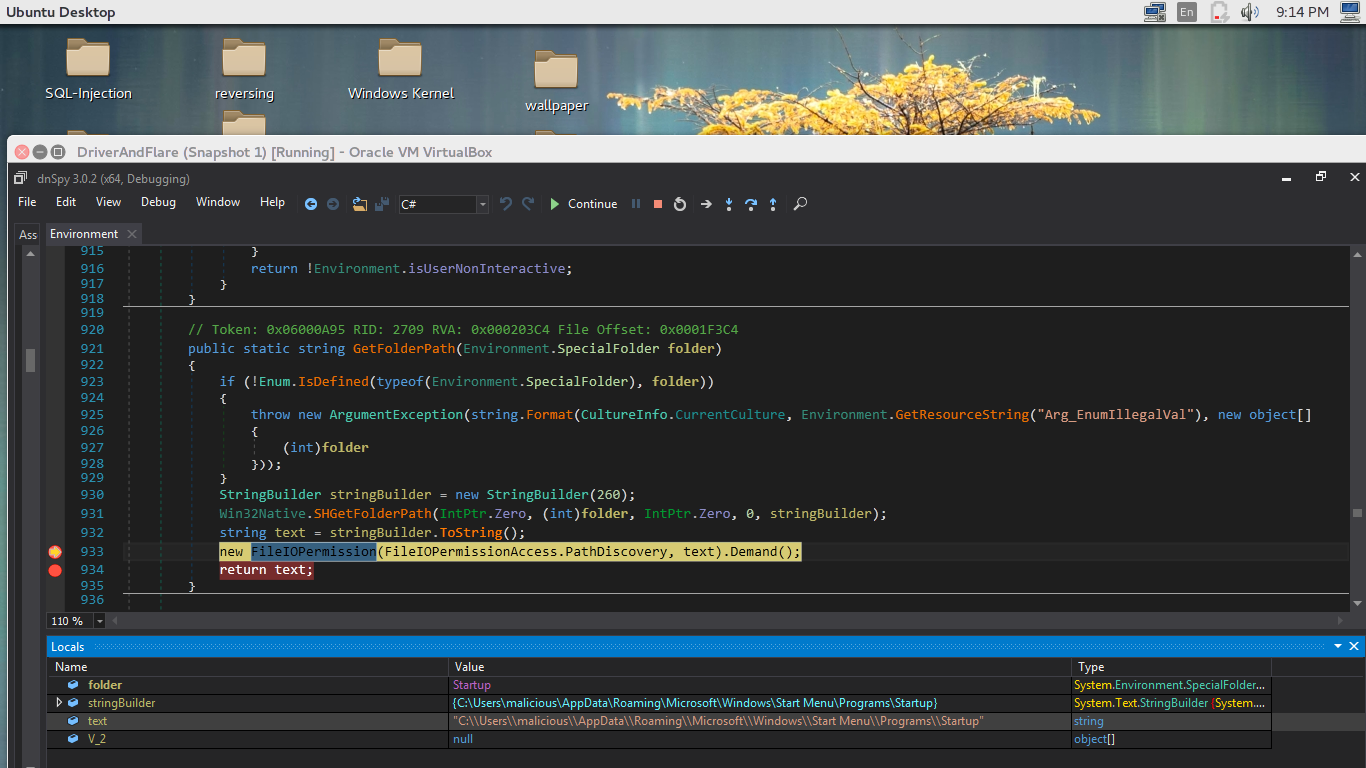 Ubuntu Desktop
En
9:14 PM
SQL-Injection
reversing
Windows Kernel
wallpaper
DriverAndFlare (Snapshot 1) [Running] - Oracle VM VirtualBox
dnSpy 3.0.2 (x64, Debugging)
File Edit View Debug Window Help C# Continue
Ass Environment
915 }
916 return !Environment.isUserNonInteractive;
917 }
918 }
919
920 // Token: 0x06000A95 RID: 2709 RVA: 0x000203C4 File Offset: 0x0001F3C4
921 public static string GetFolderPath(Environment.SpecialFolder folder)
922 {
923 if (!Enum.IsDefined(typeof(Environment.SpecialFolder), folder))
924 {
925 throw new ArgumentException(string.Format(CultureInfo.CurrentCulture, Environment.GetResourceString("Arg_EnumIllegalVal"), new object[]
926 {
927 (int)folder
928 }));
929 }
930 StringBuilder stringBuilder = new StringBuilder(260);
931 Win32Native.SHGetFolderPath(IntPtr.Zero, (int)folder, IntPtr.Zero, 0, stringBuilder);
932 string text = stringBuilder.ToString();
933 new FileIOPermission(FileIOPermissionAccess.PathDiscovery, text).Demand();
934 return text;
935 }
936
110 %
Locals
Name Value Type
folder Startup System.Environment.SpecialFolder...
stringBuilder {C:\Users\malicious\AppData\Roaming\Microsoft\Windows\Start Menu\Programs\Startup} System.Text.StringBuilder {System....
text "C:\\Users\\malicious\\AppData\\Roaming\\Microsoft\\Windows\\Start Menu\\Programs\\Startup" string
V_2 null object[]